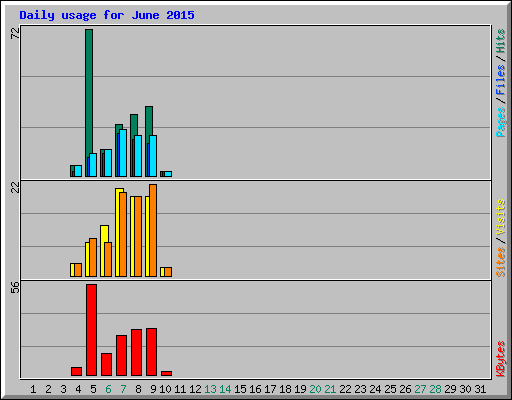 Daily usage for June 2015
72
22
56
Pages / Files / Hits
Sites / Visits
KBytes
1 2 3 4 5 6 7 8 9 10 11 12 13 14 15 16 17 18 19 20 21 22 23 24 25 26 27 28 29 30 31